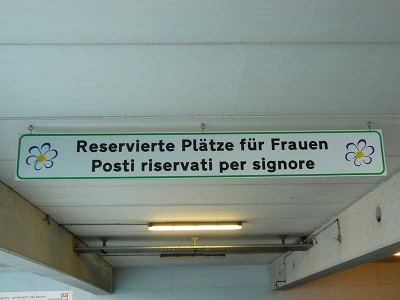 Reservierte Plätze für Frauen
Posti riservati per signore